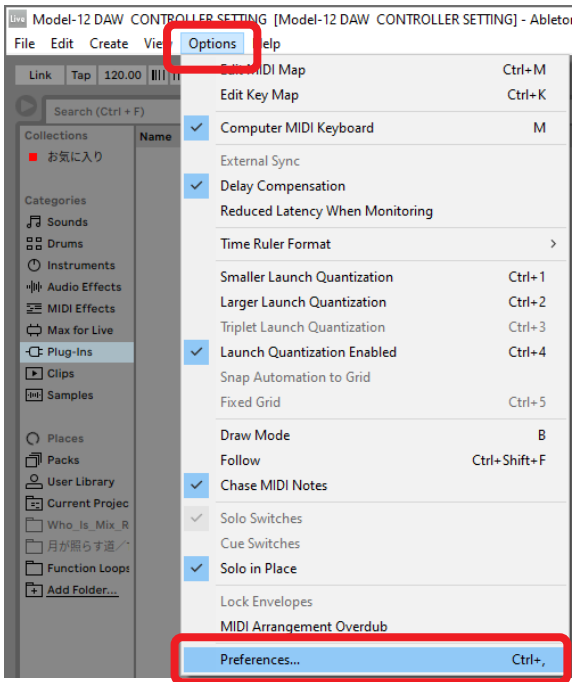 Live Model-12 DAW CONTROLLER SETTING [Model-12 DAW CONTROLLER SETTING] - Ableto
File Edit Create View Options Help
Link Tap 120.00
Search (Ctrl + F)
Collections
お気に入り
Name
Categories
Sounds
Drums
Instruments
Audio Effects
MIDI Effects
Max for Live
Plug-Ins
Clips
Samples
Places
Packs
User Library
Current Projec
Who_Is_Mix_R
月が照らす道／
Function Loops
Add Folder...
Edit MIDI Map Ctrl+M
Edit Key Map Ctrl+K
Computer MIDI Keyboard M
External Sync
Delay Compensation
Reduced Latency When Monitoring
Time Ruler Format
Smaller Launch Quantization Ctrl+1
Larger Launch Quantization Ctrl+2
Triplet Launch Quantization Ctrl+3
Launch Quantization Enabled Ctrl+4
Snap Automation to Grid
Fixed Grid Ctrl+5
Draw Mode B
Follow Ctrl+Shift+F
Chase MIDI Notes
Solo Switches
Cue Switches
Solo in Place
Lock Envelopes
MIDI Arrangement Overdub
Preferences... Ctrl+,